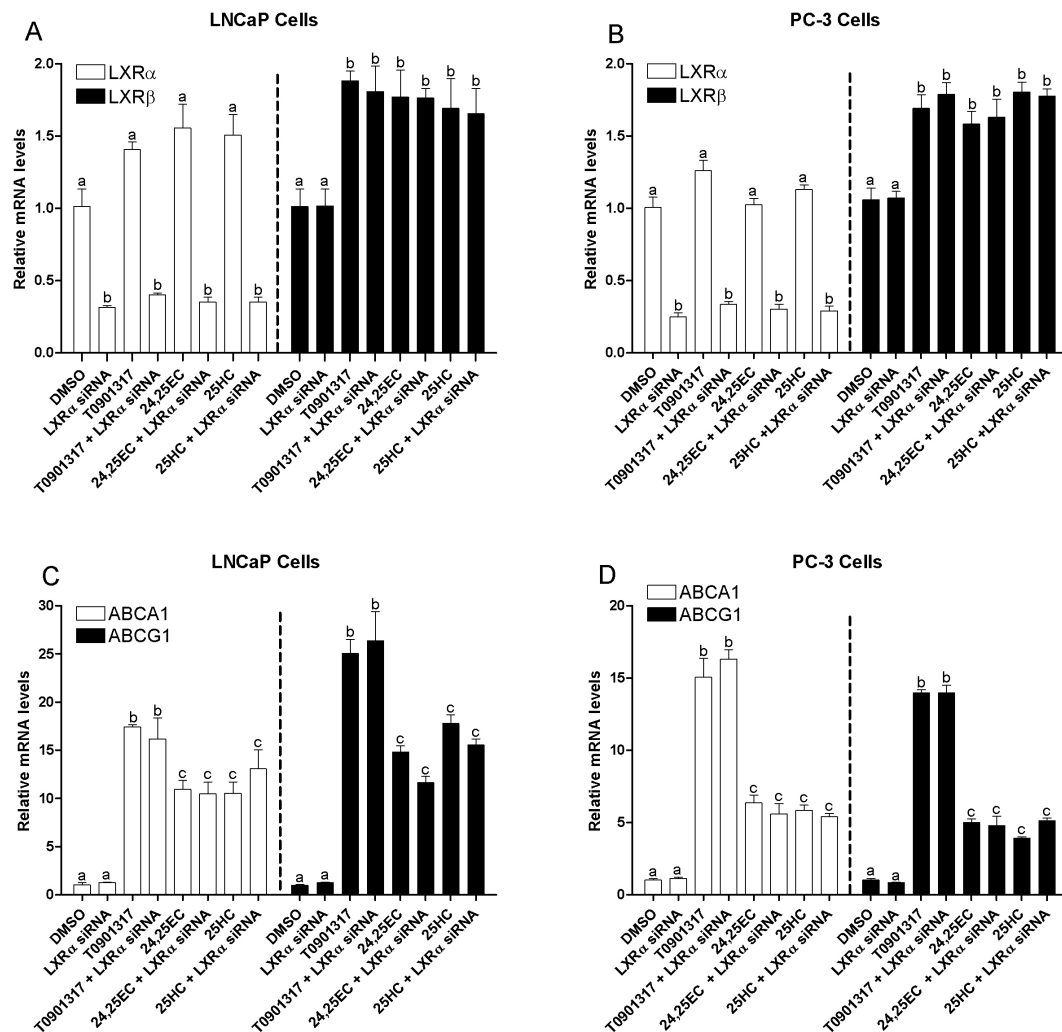 A
LNCaP Cells
LXRα
LXRβ
Relative mRNA levels
2.0
1.5
1.0
0.5
0.0
a
b
a
b
a
b
a
b
a
a
b
b
b
b
b
b
DMSO
LXRα siRNA
T0901317
T0901317 + LXRα siRNA
24,25EC
24,25EC + LXRα siRNA
25HC
25HC + LXRα siRNA
DMSO
LXRα siRNA
T0901317
T0901317 + LXRα siRNA
24,25EC
24,25EC + LXRα siRNA
25HC
25HC + LXRα siRNA
B
PC-3 Cells
LXRα
LXRβ
Relative mRNA levels
2.0
1.5
1.0
0.5
0.0
a
b
a
b
a
b
a
b
a
a
b
b
b
b
b
b
DMSO
LXRα siRNA
T0901317
T0901317 + LXRα siRNA
24,25EC
24,25EC + LXRα siRNA
25HC
25HC +LXRα siRNA
DMSO
LXRα siRNA
T0901317
T0901317 + LXRα siRNA
24,25EC
24,25EC + LXRα siRNA
25HC
25HC +LXRα siRNA
C
LNCaP Cells
ABCA1
ABCG1
Relative mRNA levels
30
25
20
15
10
5
0
a
a
b
b
c
c
c
c
a
a
b
b
c
c
c
c
DMSO
LXRα siRNA
T0901317
T0901317 + LXRα siRNA
24,25EC
24,25EC + LXRα siRNA
25HC
25HC + LXRα siRNA
DMSO
LXRα siRNA
T0901317
T0901317 + LXRα siRNA
24,25EC
24,25EC + LXRα siRNA
25HC
25HC + LXRα siRNA
D
PC-3 Cells
ABCA1
ABCG1
Relative mRNA levels
20
15
10
5
0
a
a
b
b
c
c
c
c
a
a
b
b
c
c
c
c
DMSO
LXRα siRNA
T0901317
T0901317 + LXRα siRNA
24,25EC
24,25EC + LXRα siRNA
25HC
25HC + LXRα siRNA
DMSO
LXRα siRNA
T0901317
T0901317 + LXRα siRNA
24,25EC
24,25EC + LXRα siRNA
25HC
25HC + LXRα siRNA